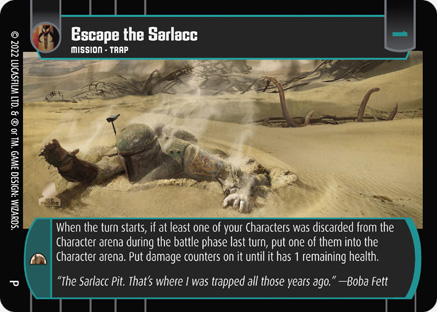 Escape the Sarlacc
MISSION • TRAP
When the turn starts, if at least one of your Characters was discarded from the
Character arena during the battle phase last turn, put one of them into the
Character arena. Put damage counters on it until it has 1 remaining health.
"The Sarlacc Pit. That's where I was trapped all those years ago." —Boba Fett
© 2022 LUCASFILM LTD. & ® OR TM. GAME DESIGN: WIZARDS.
P